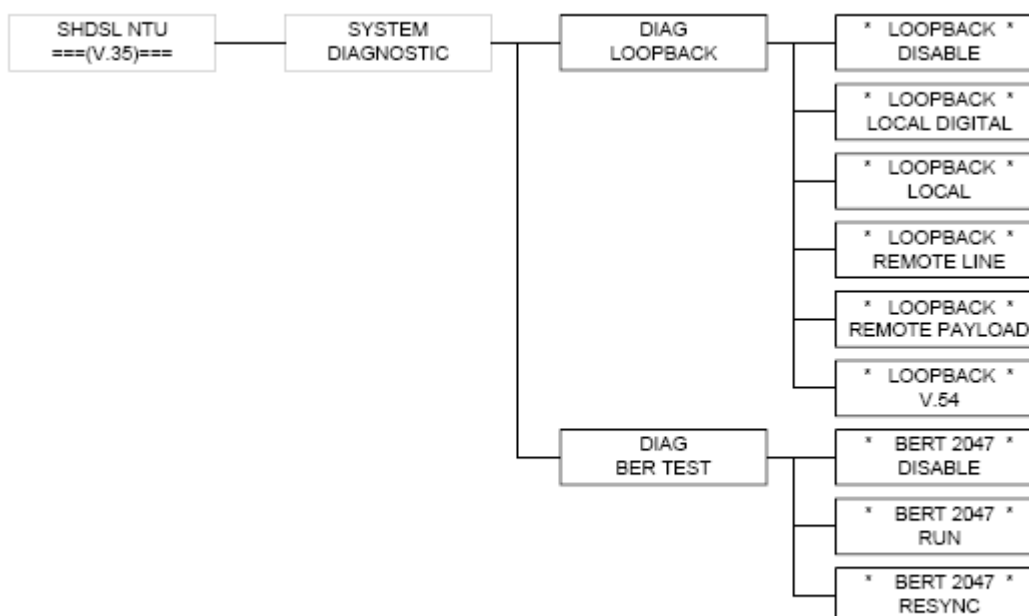 SHDSL NTU
===(V.35)===
SYSTEM
DIAGNOSTIC
DIAG
LOOPBACK
* LOOPBACK *
DISABLE
* LOOPBACK *
LOCAL DIGITAL
* LOOPBACK *
LOCAL
* LOOPBACK *
REMOTE LINE
* LOOPBACK *
REMOTE PAYLOAD
* LOOPBACK *
V.54
DIAG
BER TEST
* BERT 2047 *
DISABLE
* BERT 2047 *
RUN
* BERT 2047 *
RESYNC